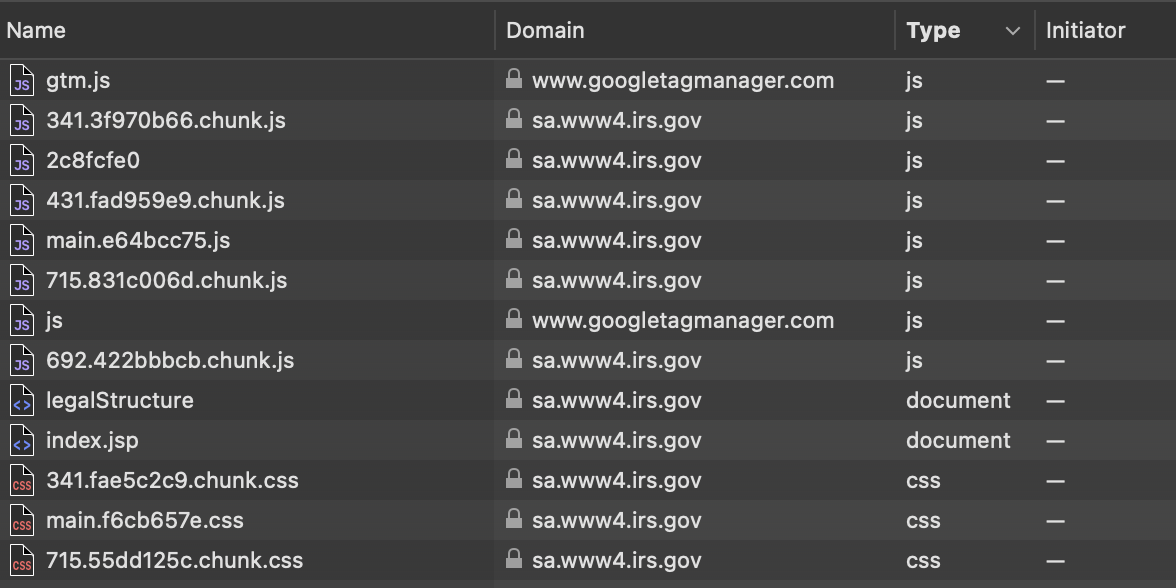 Name Domain Type Initiator
JS gtm.js www.googletagmanager.com js —
JS 341.3f970b66.chunk.js sa.www4.irs.gov js —
JS 2c8fcfe0 sa.www4.irs.gov js —
JS 431.fad959e9.chunk.js sa.www4.irs.gov js —
JS main.e64bcc75.js sa.www4.irs.gov js —
JS 715.831c006d.chunk.js sa.www4.irs.gov js —
JS js www.googletagmanager.com js —
JS 692.422bbbcb.chunk.js sa.www4.irs.gov js —
<> legalStructure sa.www4.irs.gov document —
<> index.jsp sa.www4.irs.gov document —
CSS 341.fae5c2c9.chunk.css sa.www4.irs.gov css —
CSS main.f6cb657e.css sa.www4.irs.gov css —
CSS 715.55dd125c.chunk.css sa.www4.irs.gov css —